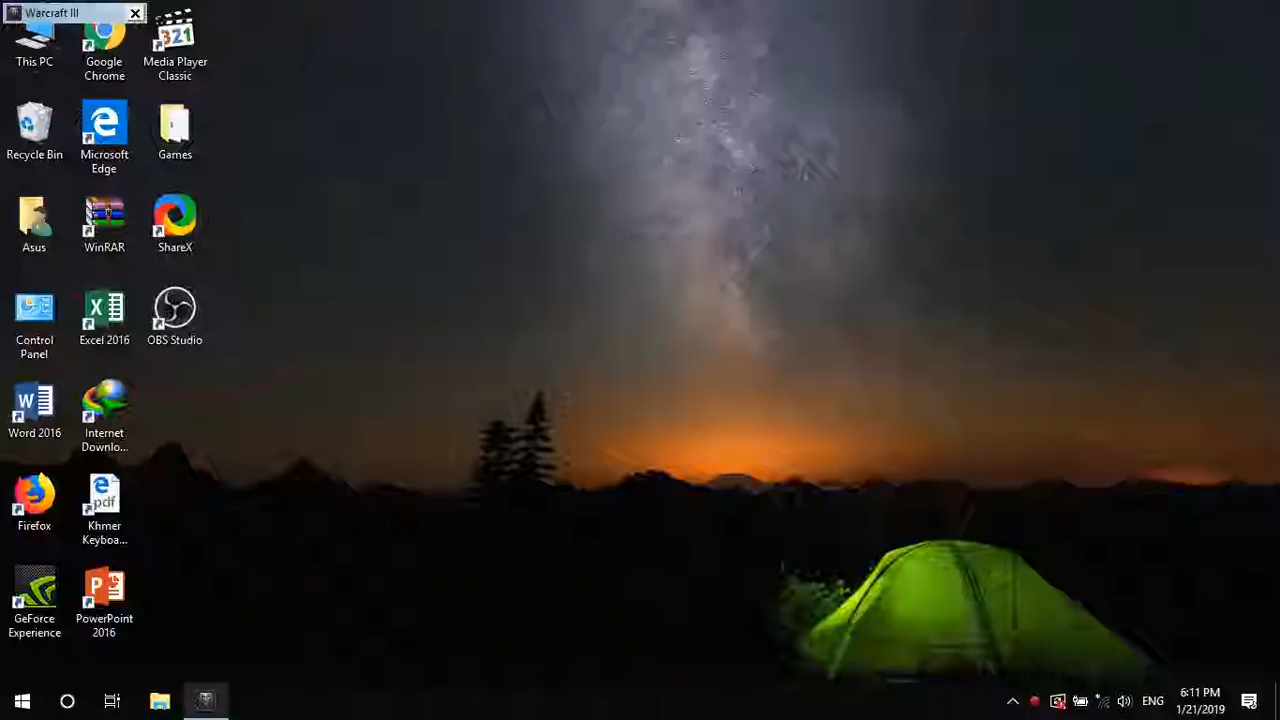 Warcraft III
This PC
Google
Chrome
Media Player
Classic
321
Recycle Bin
Microsoft
Edge
Games
Asus
WinRAR
ShareX
Control
Panel
Excel 2016
OBS Studio
Word 2016
Internet
Downlo...
Firefox
pdf
Khmer
Keyboa...
GeForce
Experience
PowerPoint
2016
ENG
6:11 PM
1/21/2019